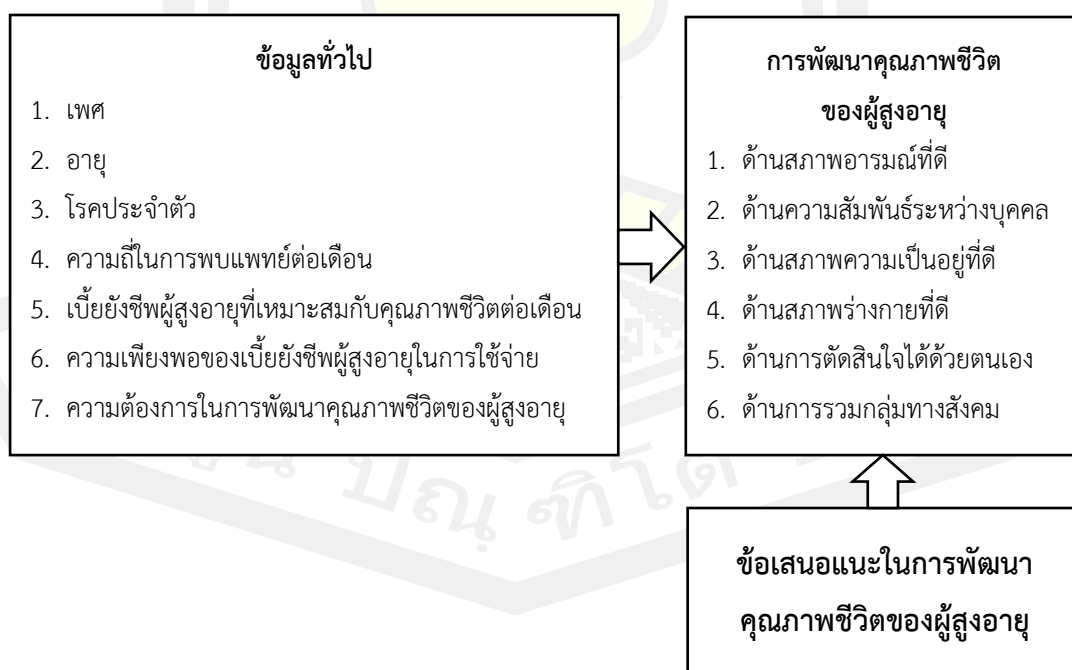 ข้อมูลทั่วไป
1. เพศ
2. อายุ
3. โรคประจำตัว
4. ความถี่ในการพบแพทย์ต่อเดือน
5. เบี้ยยังชีพผู้สูงอายุที่เหมาะสมกับคุณภาพชีวิตต่อเดือน
6. ความเพียงพอของเบี้ยยังชีพผู้สูงอายุในการใช้จ่าย
7. ความต้องการในการพัฒนาคุณภาพชีวิตของผู้สูงอายุ
การพัฒนาคุณภาพชีวิต
ของผู้สูงอายุ
1. ด้านสภาพอารมณ์ที่ดี
2. ด้านความสัมพันธ์ระหว่างบุคคล
3. ด้านสภาพความเป็นอยู่ที่ดี
4. ด้านสภาพร่างกายที่ดี
5. ด้านการตัดสินใจได้ด้วยตนเอง
6. ด้านการรวมกลุ่มทางสังคม
ข้อเสนอแนะในการพัฒนา
คุณภาพชีวิตของผู้สูงอายุ